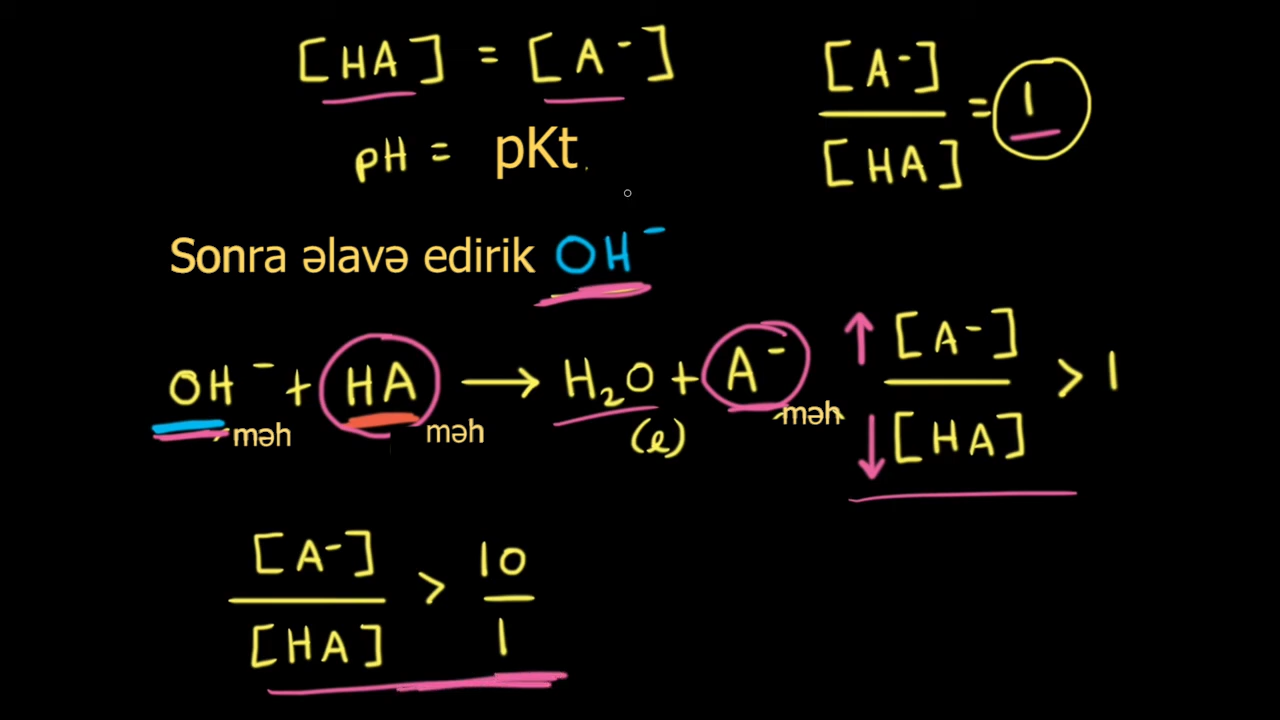 [HA] = [A⁻]
[A⁻]/[HA] = 1
pH = pKt
Sonra əlavə edirik OH⁻
OH⁻ məh + HA məh → H₂O (l) + A⁻ məh
↑[A⁻]/↓[HA] > 1
[A⁻]/[HA] > 10/1